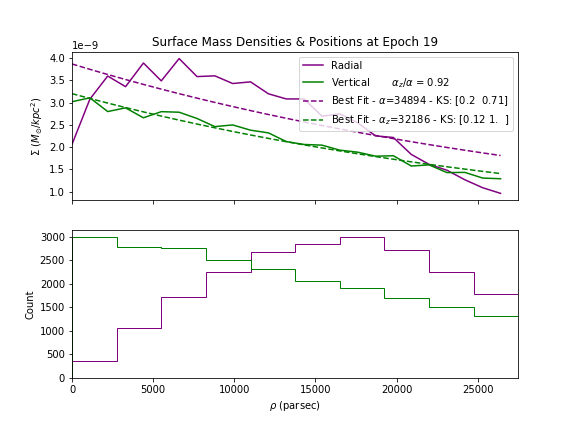 Surface Mass Densities & Positions at Epoch 19
1e−9
4.0
3.5
3.0
2.5
2.0
1.5
1.0
Σ (M☉/kpc²)
Radial
Vertical α_z/α = 0.92
Best Fit - α=34894 - KS: [0.2 0.71]
Best Fit - α_z=32186 - KS: [0.12 1. ]
3000
2500
2000
1500
1000
500
0
Count
0 5000 10000 15000 20000 25000
ρ (parsec)